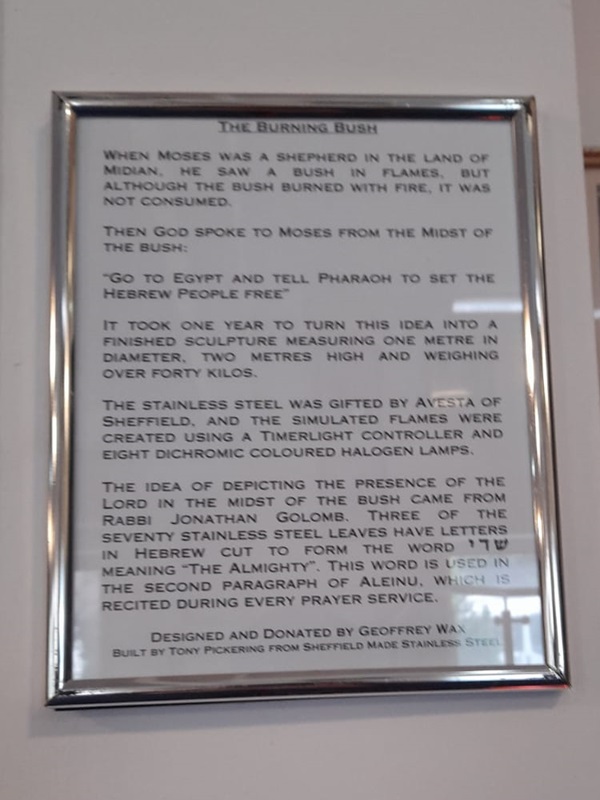 THE BURNING BUSH
WHEN MOSES WAS A SHEPHERD IN THE LAND OF
MIDIAN, HE SAW A BUSH IN FLAMES, BUT
ALTHOUGH THE BUSH BURNED WITH FIRE, IT WAS
NOT CONSUMED.
THEN GOD SPOKE TO MOSES FROM THE MIDST OF
THE BUSH:
"GO TO EGYPT AND TELL PHARAOH TO SET THE
HEBREW PEOPLE FREE"
IT TOOK ONE YEAR TO TURN THIS IDEA INTO A
FINISHED SCULPTURE MEASURING ONE METRE IN
DIAMETER, TWO METRES HIGH AND WEIGHING
OVER FORTY KILOS.
THE STAINLESS STEEL WAS GIFTED BY AVESTA OF
SHEFFIELD, AND THE SIMULATED FLAMES WERE
CREATED USING A TIMERLIGHT CONTROLLER AND
EIGHT DICHROMIC COLOURED HALOGEN LAMPS.
THE IDEA OF DEPICTING THE PRESENCE OF THE
LORD IN THE MIDST OF THE BUSH CAME FROM
RABBI JONATHAN GOLOMB. THREE OF THE
SEVENTY STAINLESS STEEL LEAVES HAVE LETTERS
IN HEBREW CUT TO FORM THE WORD שדי
MEANING "THE ALMIGHTY". THIS WORD IS USED IN
THE SECOND PARAGRAPH OF ALEINU, WHICH IS
RECITED DURING EVERY PRAYER SERVICE.
DESIGNED AND DONATED BY GEOFFREY WAX
BUILT BY TONY PICKERING FROM SHEFFIELD MADE STAINLESS STEEL